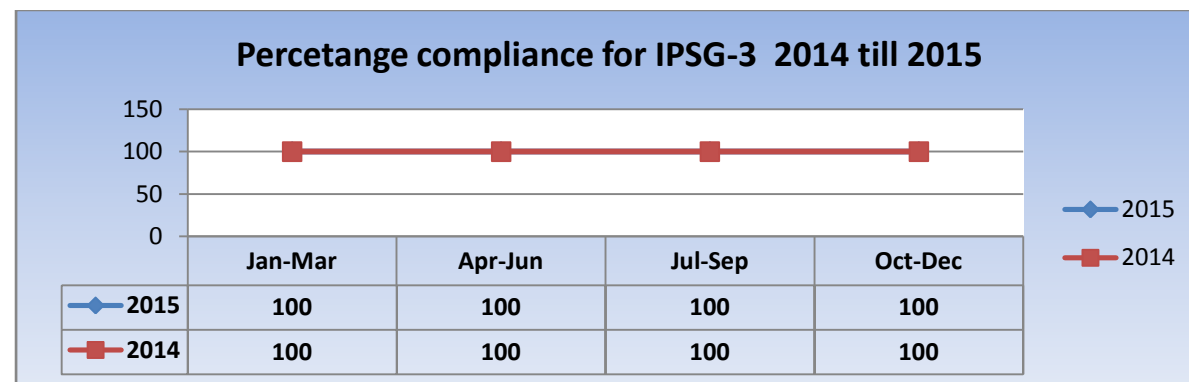 Percetange compliance for IPSG-3 2014 till 2015
150
100
50
0
Jan-Mar Apr-Jun Jul-Sep Oct-Dec
2015 100 100 100 100
2014 100 100 100 100
2015
2014